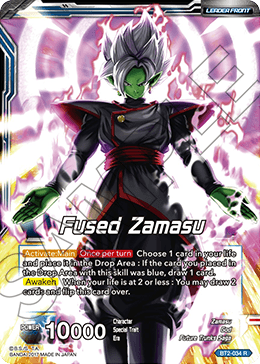 LEADER FRONT
Fused Zamasu
Activate:Main Once per turn Choose 1 card in your life
and place it in the Drop Area : If the card you placed
in the Drop Area with this skill was blue, draw 1 card.
Awaken When your life is at 2 or less : You may draw 2
cards and flip this card over.
POWER 10000
Character Zamasu
Special Trait God
Era Future Trunks Saga
©B.S./S., T.A.
BANDAI 2017 MADE IN JAPAN
BT2-034 R